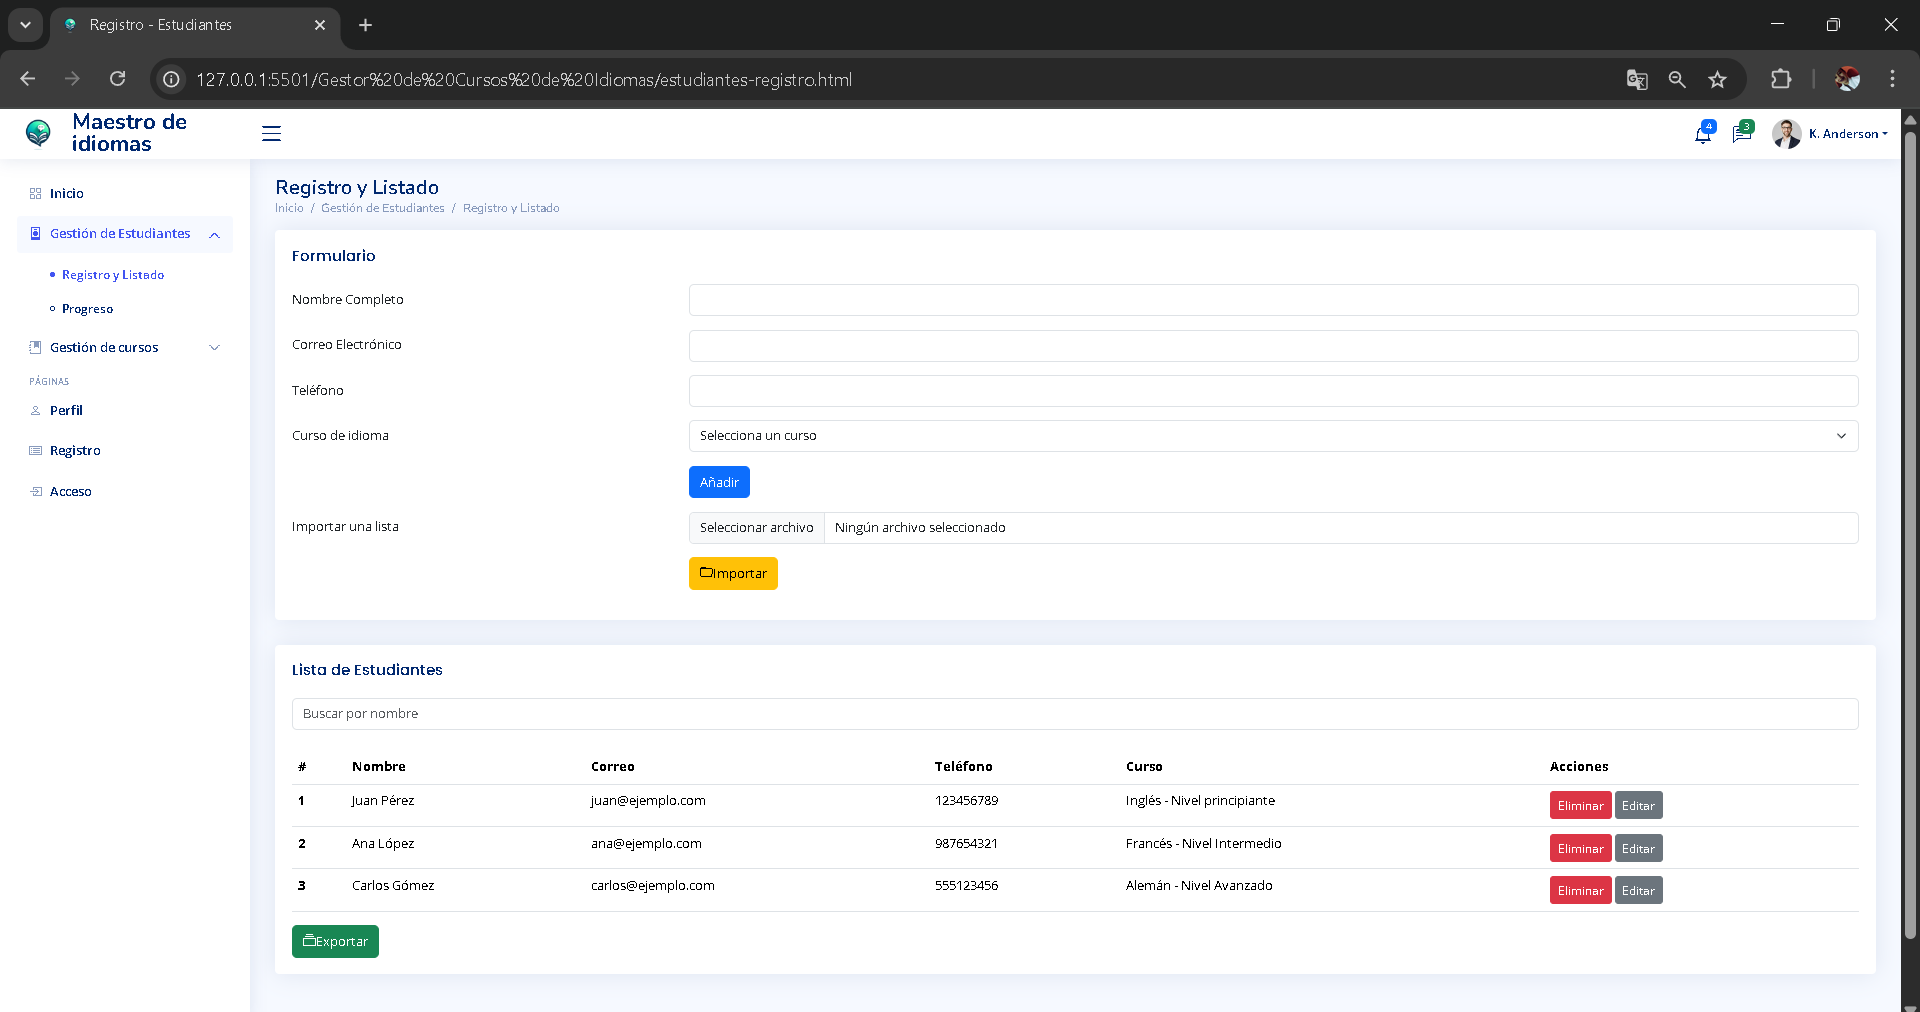 Registro - Estudiantes
127.0.0.1:5501/Gestor%20de%20Cursos%20de%20Idiomas/estudiantes-registro.html
Maestro de
idiomas
4
3
K. Anderson
Inicio
Gestión de Estudiantes
Registro y Listado
Progreso
Gestión de cursos
PÁGINAS
Perfil
Registro
Acceso
Registro y Listado
Inicio / Gestión de Estudiantes / Registro y Listado
Formulario
Nombre Completo
Correo Electrónico
Teléfono
Curso de idioma Selecciona un curso
Añadir
Importar una lista Seleccionar archivo Ningún archivo seleccionado
Importar
Lista de Estudiantes
Buscar por nombre
# Nombre Correo Teléfono Curso Acciones
1 Juan Pérez juan@ejemplo.com 123456789 Inglés - Nivel principiante Eliminar Editar
2 Ana López ana@ejemplo.com 987654321 Francés - Nivel Intermedio Eliminar Editar
3 Carlos Gómez carlos@ejemplo.com 555123456 Alemán - Nivel Avanzado Eliminar Editar
Exportar